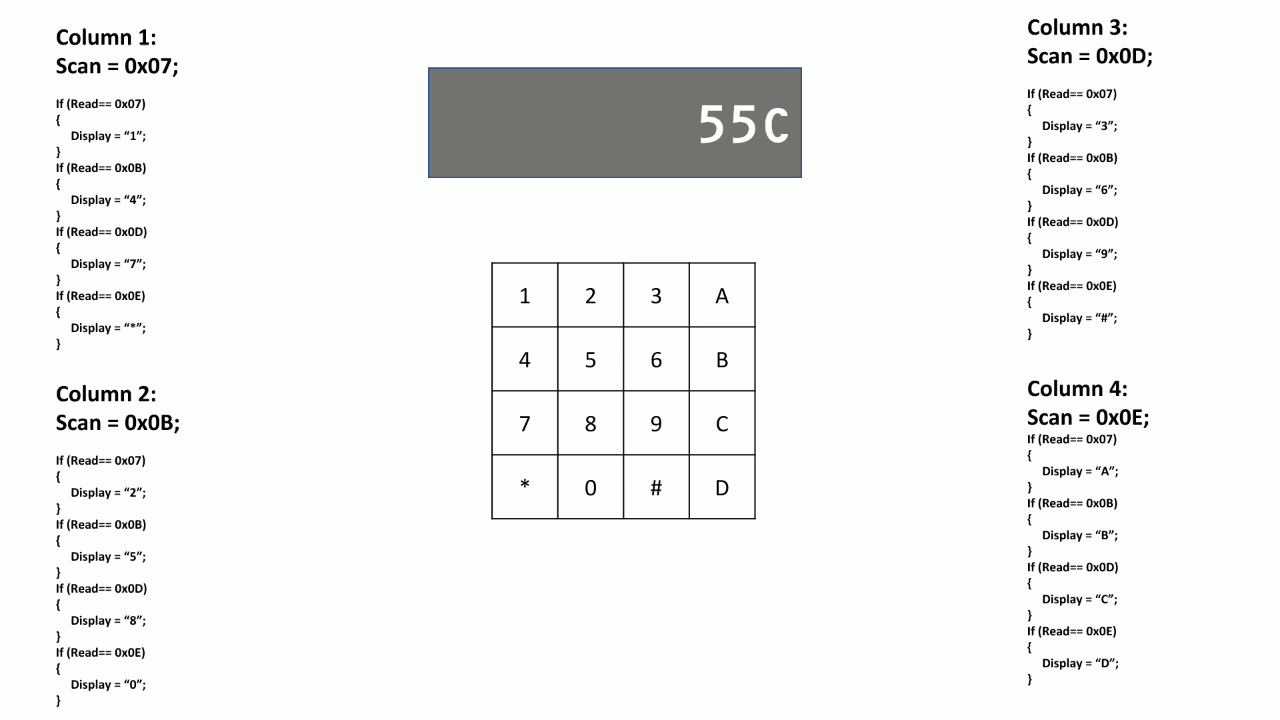 Column 1:
Scan = 0x07;
If (Read== 0x07)
{
Display = “1”;
}
If (Read== 0x0B)
{
Display = “4”;
}
If (Read== 0x0D)
{
Display = “7”;
}
If (Read== 0x0E)
{
Display = “*”;
}
Column 2:
Scan = 0x0B;
If (Read== 0x07)
{
Display = “2”;
}
If (Read== 0x0B)
{
Display = “5”;
}
If (Read== 0x0D)
{
Display = “8”;
}
If (Read== 0x0E)
{
Display = “0”;
}
55C
1 2 3 A
4 5 6 B
7 8 9 C
* 0 # D
Column 3:
Scan = 0x0D;
If (Read== 0x07)
{
Display = “3”;
}
If (Read== 0x0B)
{
Display = “6”;
}
If (Read== 0x0D)
{
Display = “9”;
}
If (Read== 0x0E)
{
Display = “#”;
}
Column 4:
Scan = 0x0E;
If (Read== 0x07)
{
Display = “A”;
}
If (Read== 0x0B)
{
Display = “B”;
}
If (Read== 0x0D)
{
Display = “C”;
}
If (Read== 0x0E)
{
Display = “D”;
}